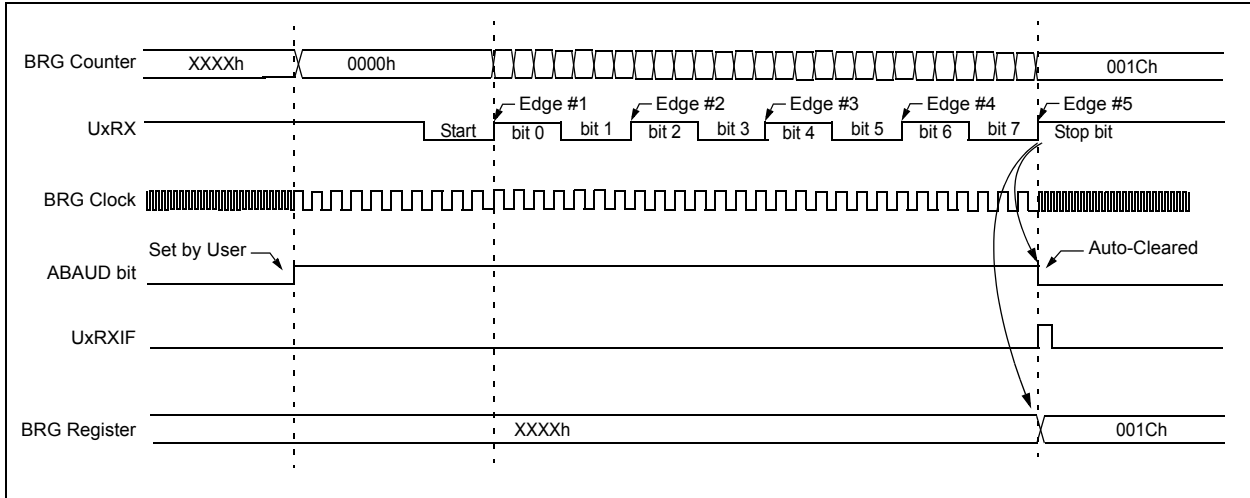 BRG Counter
XXXXh
0000h
001Ch
Edge #1
Edge #2
Edge #3
Edge #4
Edge #5
UxRX
Start
bit 0
bit 1
bit 2
bit 3
bit 4
bit 5
bit 6
bit 7
Stop bit
BRG Clock
Set by User
Auto-Cleared
ABAUD bit
UxRXIF
BRG Register
XXXXh
001Ch